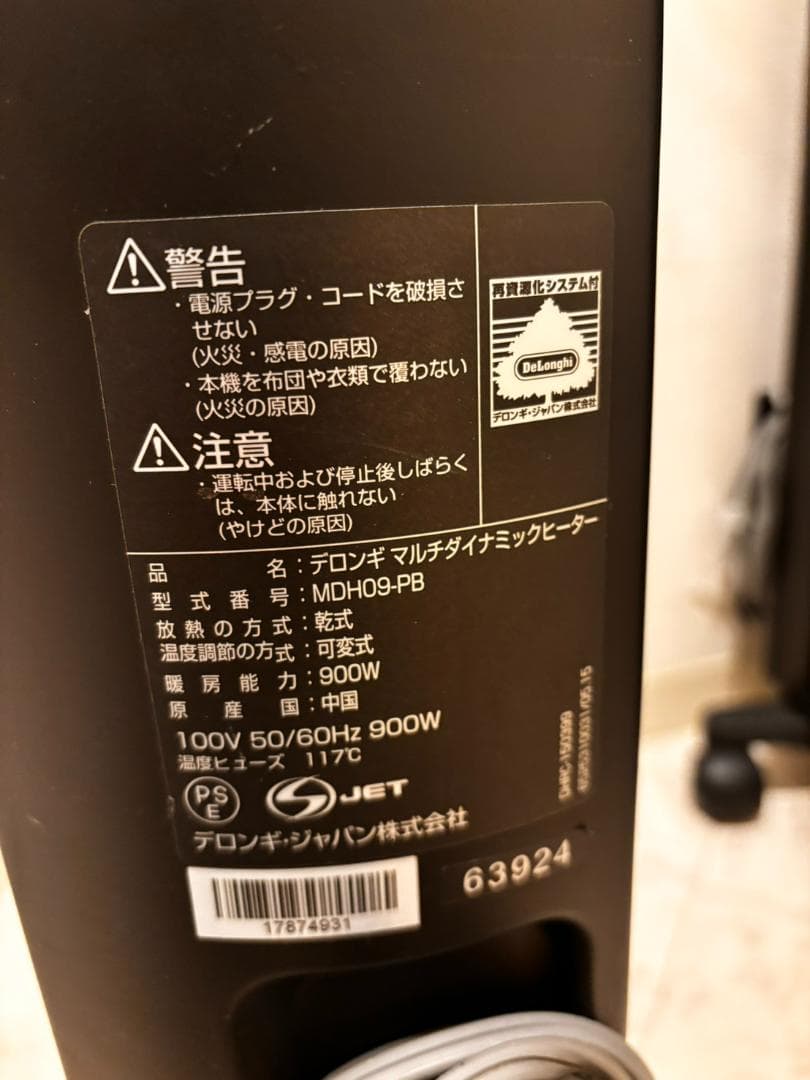 警告
・電源プラグ・コードを破損さ
せない
(火災・感電の原因)
・本機を布団や衣類で覆わない
(火災の原因)
注意
・運転中および停止後しばらく
は、本体に触れない
(やけどの原因)
再資源化システム付
DeLonghi
デロンギ・ジャパン株式会社
品名:デロンギ マルチダイナミックヒーター
型式番号:MDH09-PB
放熱の方式:乾式
温度調節の方式:可変式
暖房能力:900W
原産国:中国
100V 50/60Hz 900W
温度ヒューズ 117℃
PSE
JET
デロンギ・ジャパン株式会社
17874931
63924